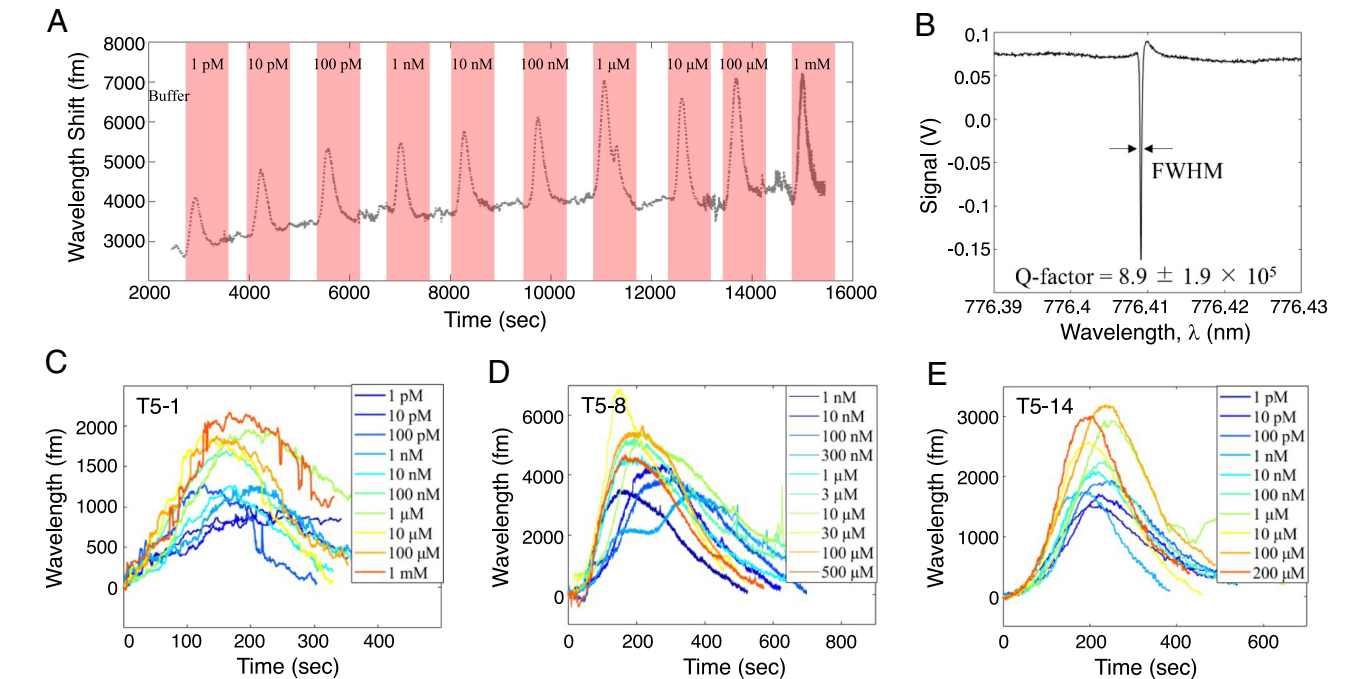 A
Wavelength Shift (fm)
8000
7000
6000
5000
4000
3000
Buffer
1 pM 10 pM 100 pM 1 nM 10 nM 100 nM 1 μM 10 μM 100 μM 1 mM
2000 4000 6000 8000 10000 12000 14000 16000
Time (sec)
B
Signal (V)
0.1
0.05
0.0
-0.05
-0.1
-0.15
FWHM
Q-factor = 8.9 ± 1.9 × 10⁵
776.39 776.4 776.41 776.42 776.43
Wavelength, λ (nm)
C
T5-1
Wavelength (fm)
2000
1500
1000
500
0
1 pM
10 pM
100 pM
1 nM
10 nM
100 nM
1 μM
10 μM
100 μM
1 mM
0 100 200 300 400
Time (sec)
D
T5-8
Wavelength (fm)
6000
4000
2000
0
1 nM
10 nM
100 nM
300 nM
1 μM
3 μM
10 μM
30 μM
100 μM
500 μM
0 200 400 600 800
Time (sec)
E
T5-14
Wavelength (fm)
3000
2000
1000
0
1 pM
10 pM
100 pM
1 nM
10 nM
100 nM
1 μM
10 μM
100 μM
200 μM
0 200 400 600
Time (sec)